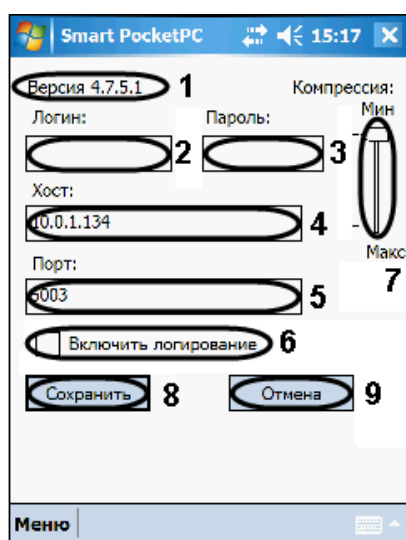 Smart PocketPC 15:17
Версия 4.7.5.1 1 Компрессия:
Мин
Логин: Пароль:
2 3
Хост:
10.0.1.134 4
Макс
Порт: 7
5003 5
Включить логирование 6
Сохранить 8 Отмена 9
Меню